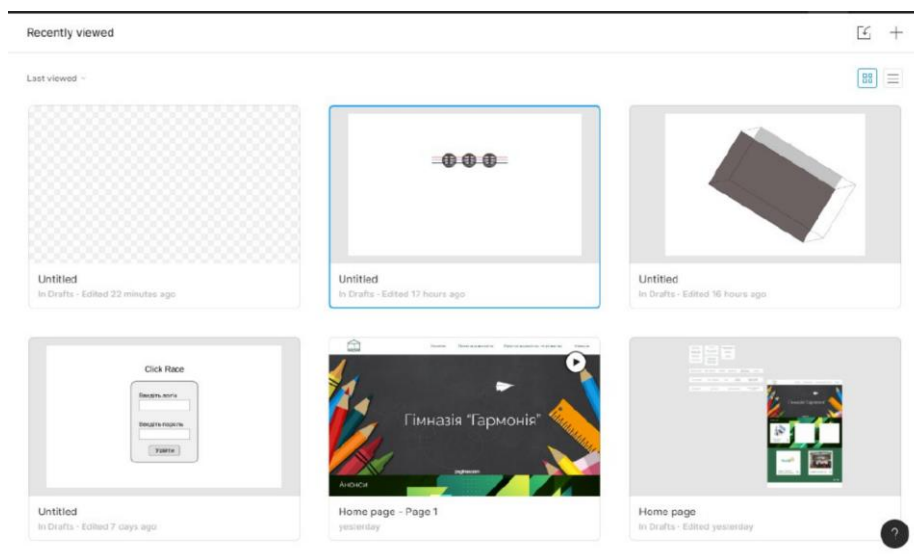 Recently viewed
Last viewed
Untitled
In Drafts - Edited 22 minutes ago
Untitled
In Drafts - Edited 17 hours ago
Untitled
In Drafts - Edited 16 hours ago
Click Race
Введіть логін
Введіть пароль
Увійти
Гімназія "Гармонія"
Анонси
Untitled
In Drafts - Edited 7 days ago
Home page - Page 1
yesterday
Home page
In Drafts - Edited yesterday
?